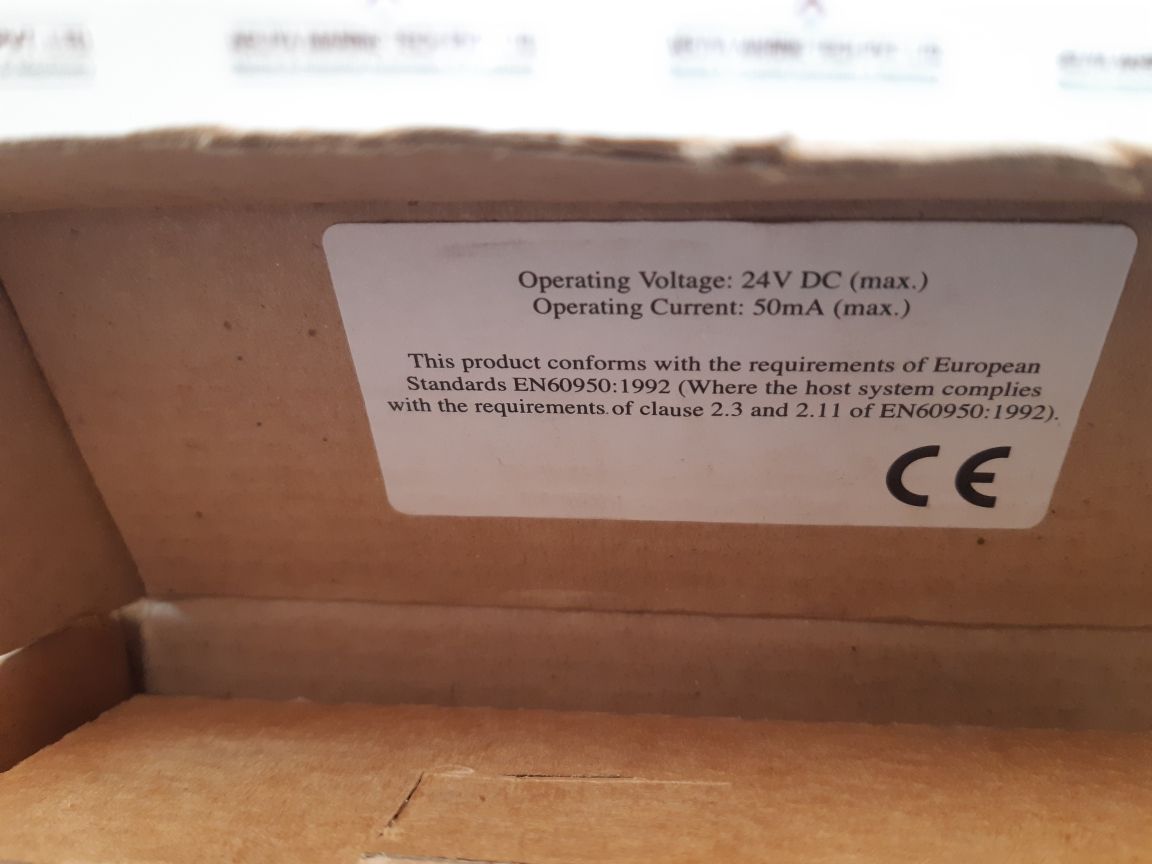 Operating Voltage: 24V DC (max.)
Operating Current: 50mA (max.)
This product conforms with the requirements of European
Standards EN60950:1992 (Where the host system complies
with the requirements of clause 2.3 and 2.11 of EN60950:1992).
CE